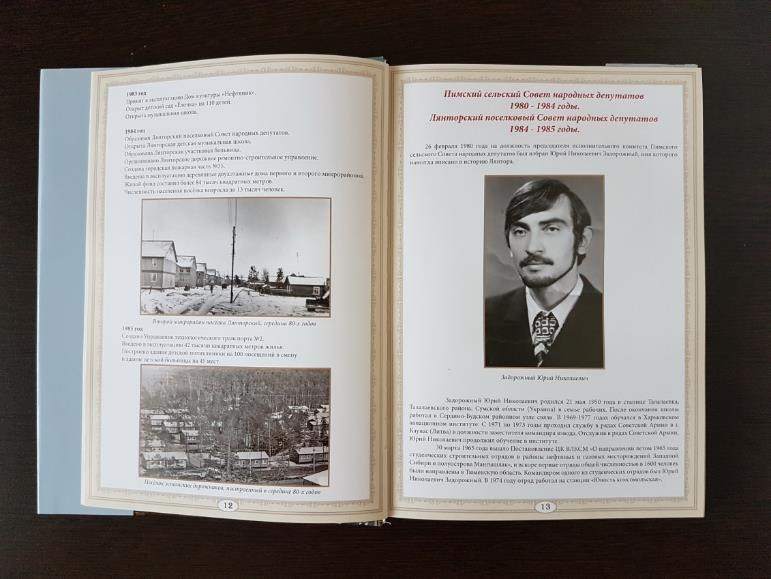 1983 год
Принят в эксплуатацию Дом культуры «Нефтяник».
Открыт детский сад «Ёлочка» на 110 детей.
Открыта музыкальная школа.
1984 год
Образован Лянторский поселковый Совет народных депутатов.
Открыта Лянторская детская музыкальная школа.
Образована Лянторская участковая больница.
Организовано Лянторское дорожное ремонтно-строительное управление.
Создана городская пожарная часть
Введены в эксплуатацию деревянные двухэтажные дома первого и второго микрорайонов.
Жилой фонд составил более 84 тысяч квадратных метров.
Численность населения посёлка возросла до 13 тысяч человек.
Второй микрорайон посёлка Лянторский, середина 80-х годов
1985 год
Создано Управление технологического транспорта №2.
Введено в эксплуатацию 42 тысячи квадратных метров жилья.
Построено здание детской поликлиники на 100 посещений в смену
и здание детской больницы на 45 мест.
Посёлок эстонских дорожников, построенный в середине 80-х годов
12
Пимский сельский Совет народных депутатов
1980 - 1984 годы.
Лянторский поселковый Совет народных депутатов
1984 - 1985 годы.
26 февраля 1980 года на должность председателя исполнительного комитета Пимского
сельского Совета народных депутатов был избран Юрий Николаевич Задорожный, имя которого
навсегда вписано в историю Лянтора.
Задорожный Юрий Николаевич
Задорожный Юрий Николаевич родился 21 мая 1950 года в станице
района, Сумской области (Украина) в семье рабочих. После окончания школы
работал в Середино-Будском районном узле связи. В 1969-1977 годах обучался в Харьковском
авиационном институте. С 1971 по 1973 годы проходил службу в рядах Советской Армии в г.
Каунас (Литва) в должности заместителя командира взвода. Отслужив в рядах Советской Армии,
Юрий Николаевич продолжил обучение в институте.
30 марта 1965 года вышло Постановление ЦК ВЛКСМ «О направлении летом 1965 года
студенческих строительных отрядов в районы нефтяных и газовых месторождений Западной
Сибири и полуострова Мангышлак», и вскоре первые отряды общей численностью в 1600 человек
были направлены в Тюменскую область. Командиром одного из студенческих отрядов был Юрий
Николаевич Задорожный. В 1974 году отряд работал на станции «Юность комсомольская».
13